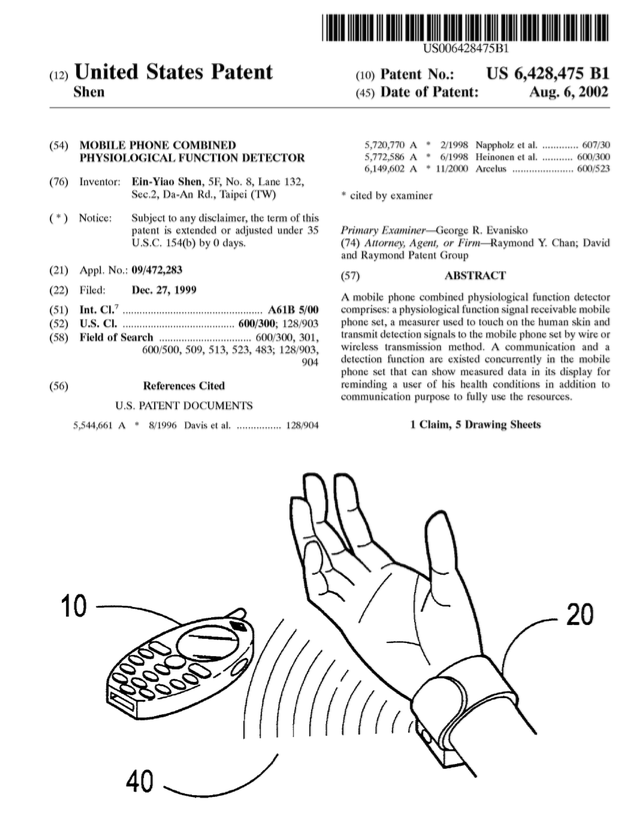 US006428475B1
(12) United States Patent
Shen
(10) Patent No.: US 6,428,475 B1
(45) Date of Patent: Aug. 6, 2002
(54) MOBILE PHONE COMBINED
PHYSIOLOGICAL FUNCTION DETECTOR
(76) Inventor: Ein-Yiao Shen, 5F, No. 8, Lane 132,
Sec.2, Da-An Rd., Taipei (TW)
( * ) Notice: Subject to any disclaimer, the term of this
patent is extended or adjusted under 35
U.S.C. 154(b) by 0 days.
(21) Appl. No.: 09/472,283
(22) Filed: Dec. 27, 1999
(51) Int. Cl.7 ........................................ A61B 5/00
(52) U.S. Cl. ................................ 600/300; 128/903
(58) Field of Search ........................... 600/300, 301,
600/500, 509, 513, 523, 483; 128/903,
904
(56) References Cited
U.S. PATENT DOCUMENTS
5,544,661 A * 8/1996 Davis et al. ................ 128/904
5,720,770 A * 2/1998 Nappholz et al. ............ 607/30
5,772,586 A * 6/1998 Heinonen et al. ........... 600/300
6,149,602 A * 11/2000 Arcelus ...................... 600/523
* cited by examiner
Primary Examiner—George R. Evanisko
(74) Attorney, Agent, or Firm—Raymond Y. Chan; David
and Raymond Patent Group
(57) ABSTRACT
A mobile phone combined physiological function detector
comprises: a physiological function signal receivable mobile
phone set, a measurer used to touch on the human skin and
transmit detection signals to the mobile phone set by wire or
wireless transmission method. A communication and a
detection function are existed concurrently in the mobile
phone set that can show measured data in its display for
reminding a user of his health conditions in addition to
communication purpose to fully use the resources.
1 Claim, 5 Drawing Sheets
10
20
40